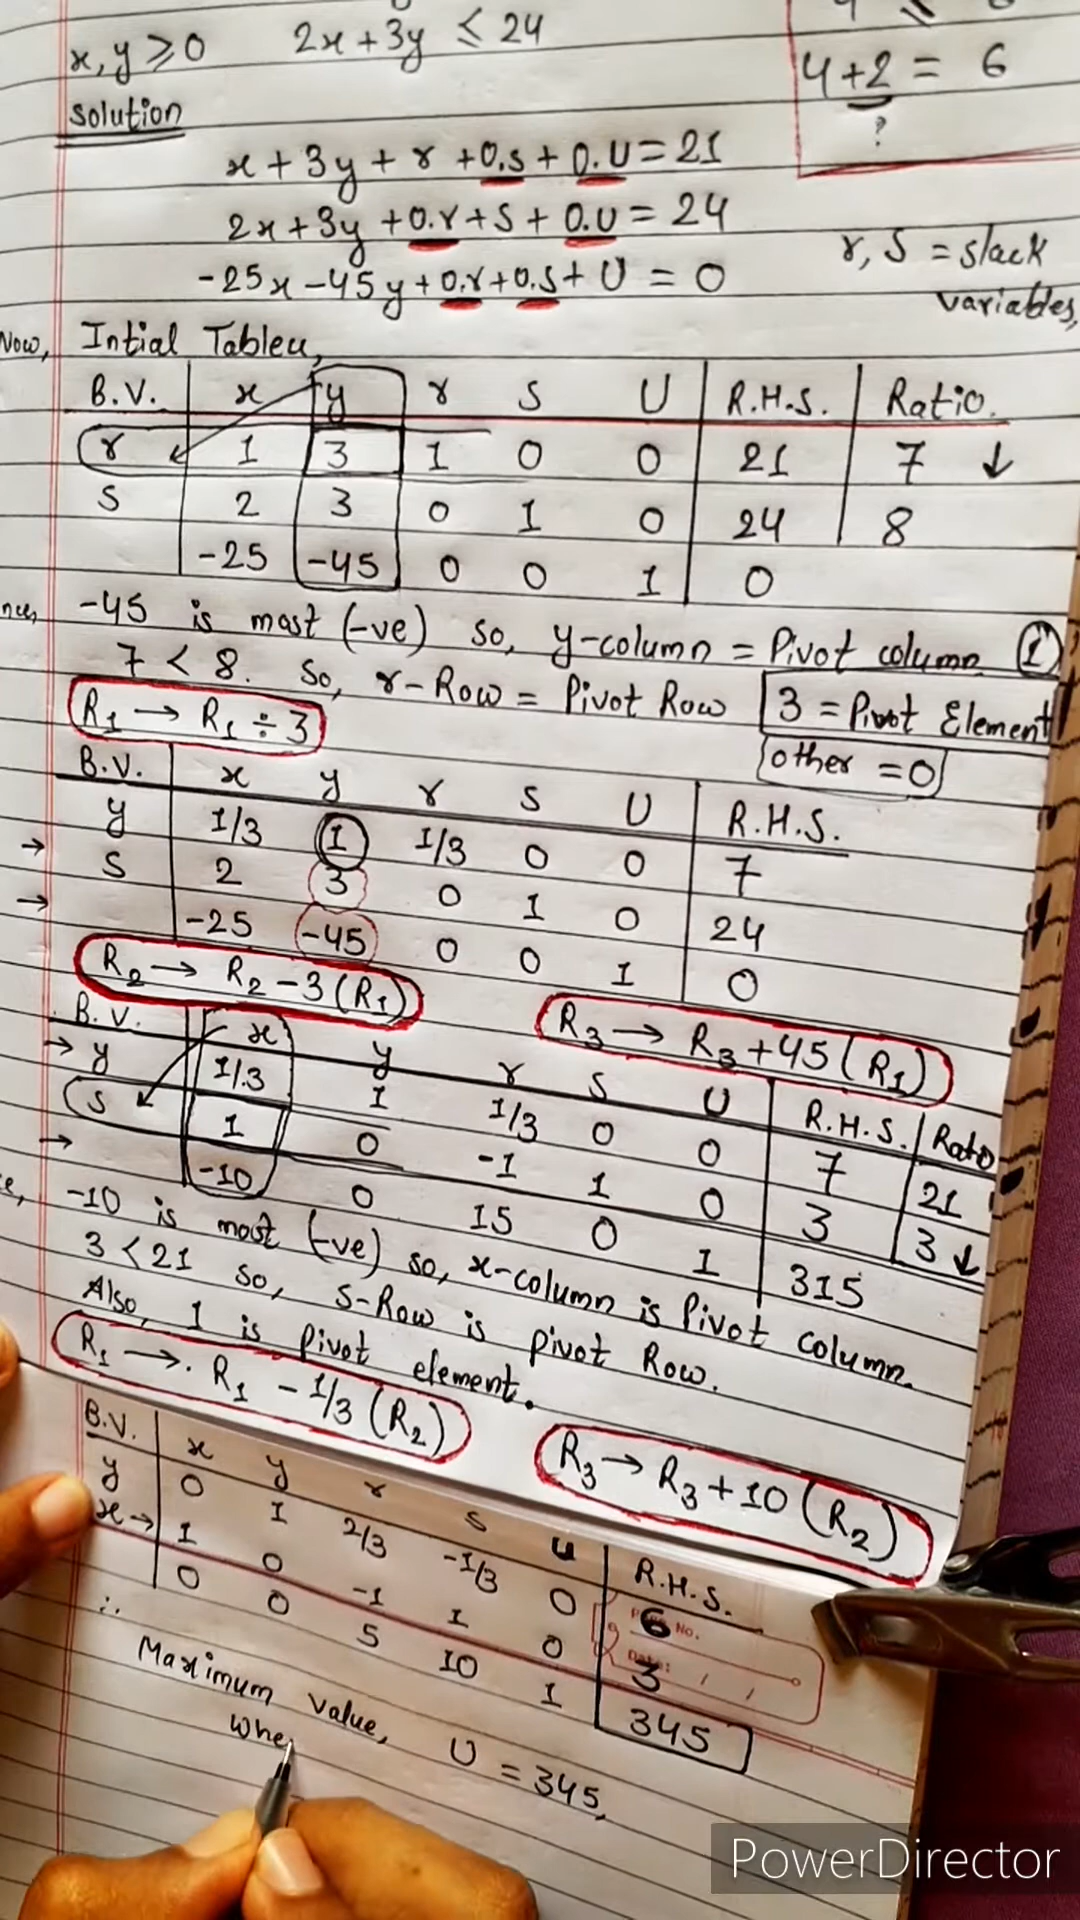 x, y ⩾ 0 2x+3y ≤ 24
4+2 = 6
?
Solution
x + 3y + r + 0.s + 0.U = 21
2x + 3y + 0.r + s + 0.U = 24
-25x - 45y + 0.r + 0.s + U = 0
r, s = slack
variables,
Now, Intial Tableu,
B.V. x y r s U R.H.S. Ratio.
r 1 3 1 0 0 21 7 ↓
s 2 3 0 1 0 24 8
-25 -45 0 0 1 0
-45 is most (-ve) so, y-column = Pivot column 1
7 < 8. So, r-Row = Pivot Row 3 = Pivot Element
R₁ → R₁ ÷ 3
other = 0
B.V. x y r s U R.H.S.
y 1/3 1 1/3 0 0 7
→ s 2 3 0 1 0 24
→ -25 -45 0 0 1 0
R₂ → R₂ - 3(R₁) R₃ → R₃ + 45(R₁)
B.V. x y r s U R.H.S. Ratio
→ y 1/3 1 1/3 0 0 7 21
s 1 0 -1 1 0 3 3 ↓
→ -10 0 15 0 1 315
-10 is most (-ve) so, x-column is Pivot column.
3 < 21 so, s-Row is pivot Row.
Also, 1 is pivot element.
R₁ →. R₁ - 1/3 (R₂) R₃ → R₃ + 10 (R₂)
B.V. x y r s u R.H.S.
y 0 1 2/3 -1/3 0 6
x → 1 0 -1 1 0 3
0 0 5 10 1 345
No.
∴ Maximum value, U = 345,
Whe
PowerDirector